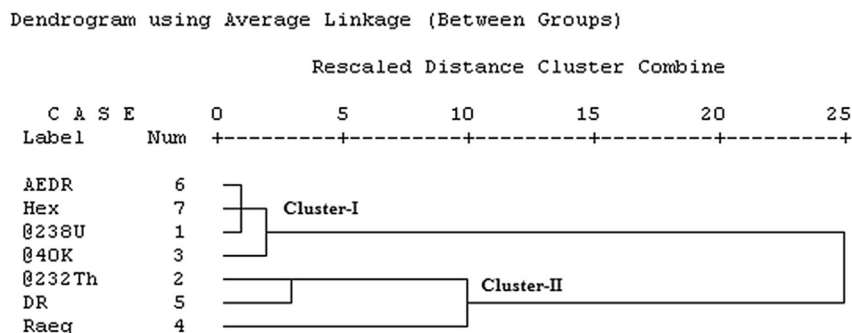 Dendrogram using Average Linkage (Between Groups)
Rescaled Distance Cluster Combine
C A S E 0 5 10 15 20 25
Label Num +---------+---------+---------+---------+---------+
AEDR 6
Hex 7 Cluster-I
@238U 1
@40K 3
@232Th 2 Cluster-II
DR 5
Raeq 4